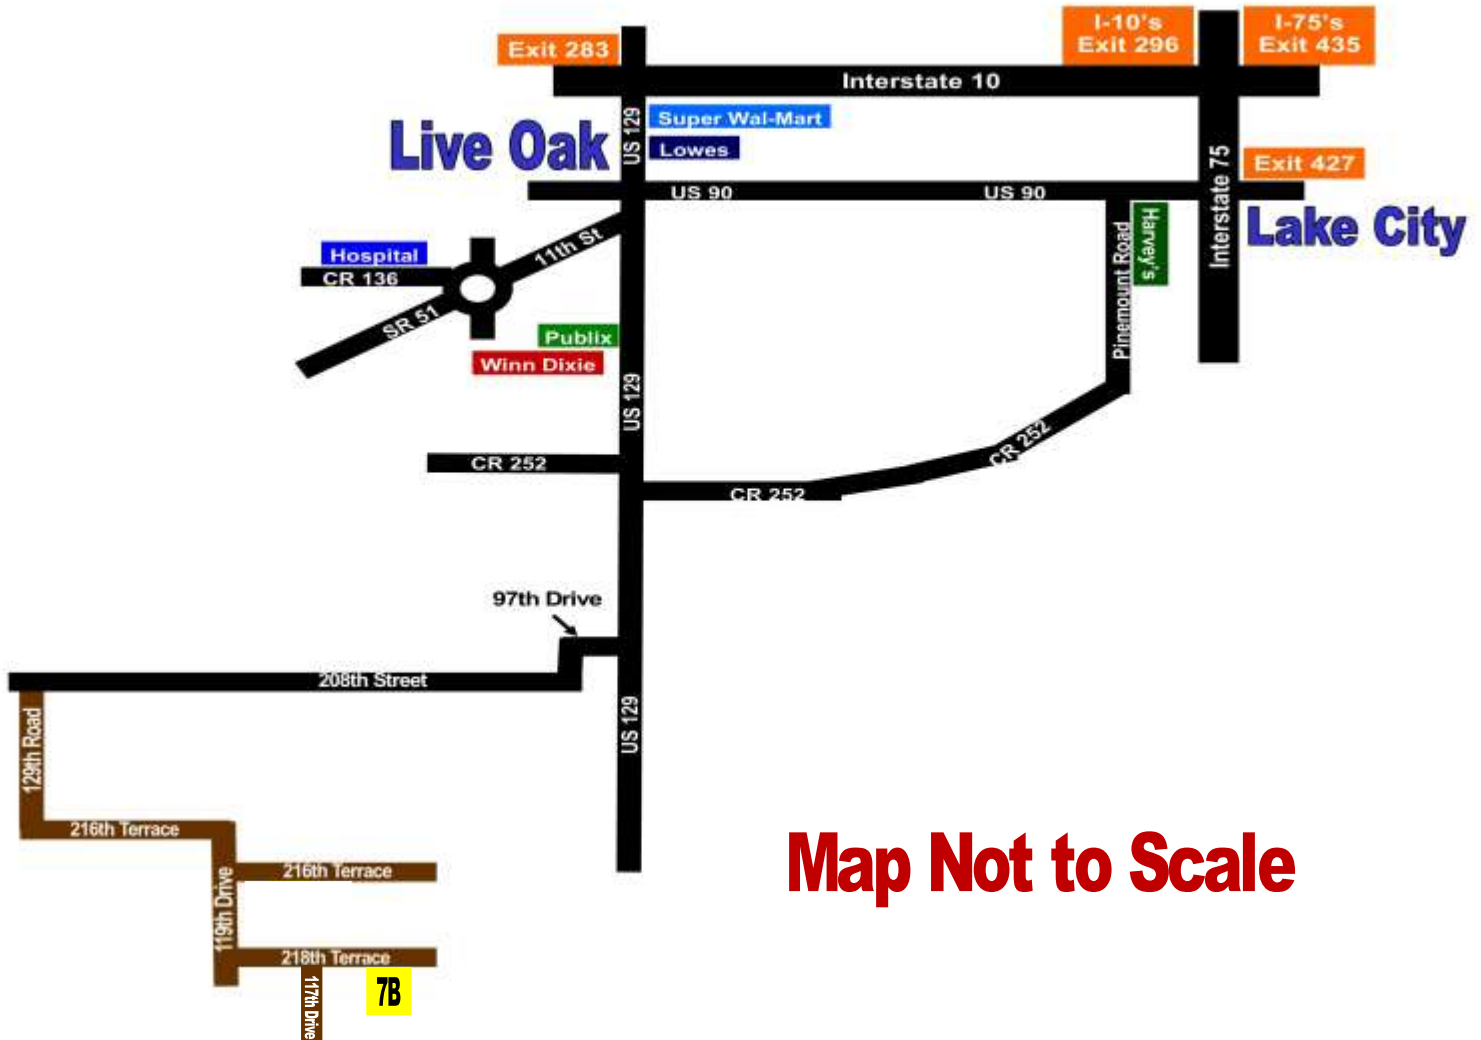 I-10's
Exit 296
I-75's
Exit 435
Exit 283
Interstate 10
US 129
Super Wal-Mart
Lowes
Live Oak
Interstate 75
Exit 427
US 90
US 90
Lake City
Harvey's
Pinemount Road
11th St
Hospital
CR 136
SR 51
Publix
Winn Dixie
US 129
CR 252
CR 252
CR 252
97th Drive
208th Street
US 129
129th Road
216th Terrace
216th Terrace
119th Drive
218th Terrace
117th Drive
7B
Map Not to Scale